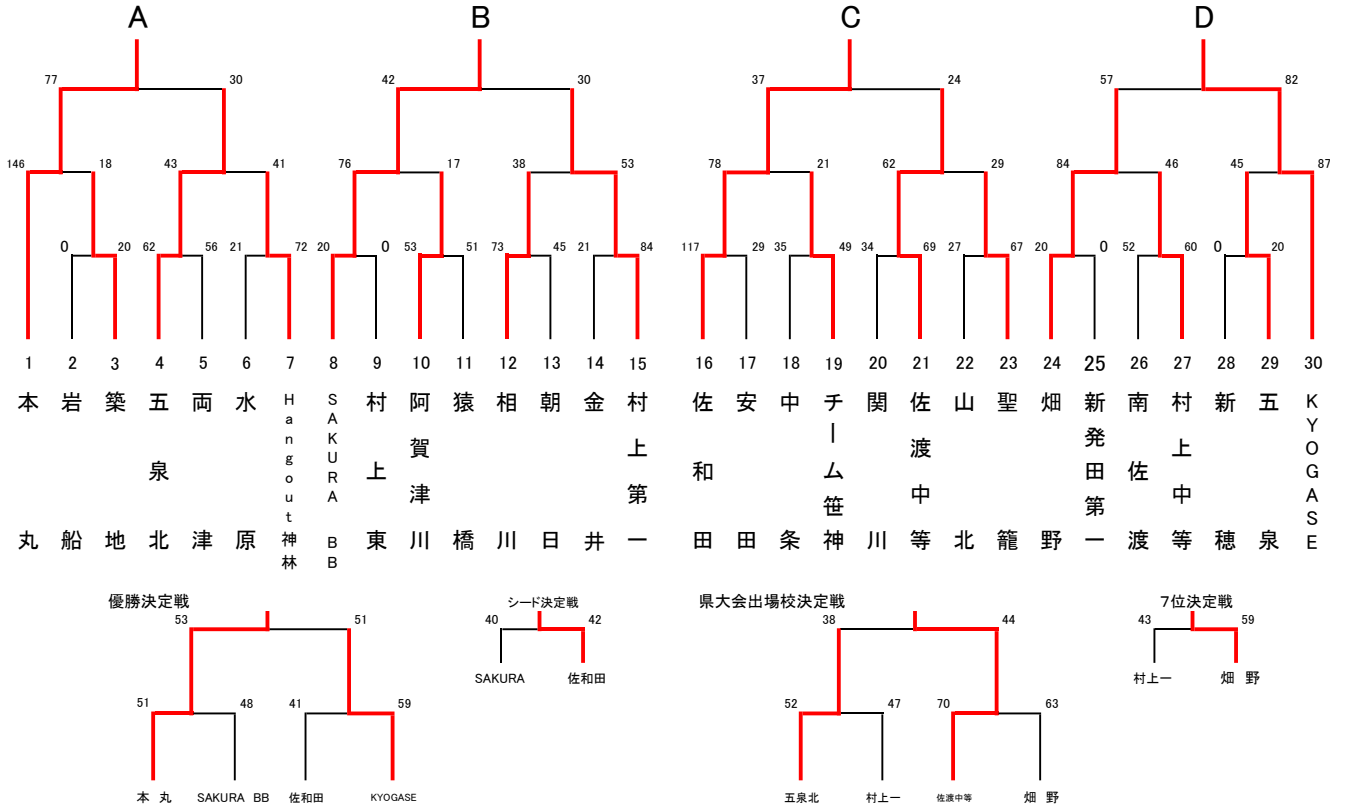 A B C D
77 30 42 30 37 24 57 82
146 18 43 41 76 17 38 53 78 21 62 29 84 46 45 87
0 20 62 56 21 72 20 0 53 51 73 45 21 84 117 29 35 49 34 69 27 67 20 0 52 60 0 20
1 2 3 4 5 6 7 8 9 10 11 12 13 14 15 16 17 18 19 20 21 22 23 24 25 26 27 28 29 30
本丸
岩船
築地
五泉北
両津
水原
Hangout神林
SAKURA BB
村上東
阿賀津川
猿橋
相川
朝日
金井
村上第一
佐和田
安田
中条
チーム笹神
関川
佐渡中等
山北
聖籠
畑野
新発田第一
南佐渡
村上中等
新穂
五泉
KYOGASE
優勝決定戦
53 51
51 48 41 59
本 丸 SAKURA BB 佐和田 KYOGASE
シード決定戦
40 42
SAKURA 佐和田
県大会出場校決定戦
38 44
52 47 70 63
五泉北 村上一 佐渡中等 畑 野
7位決定戦
43 59
村上一 畑 野